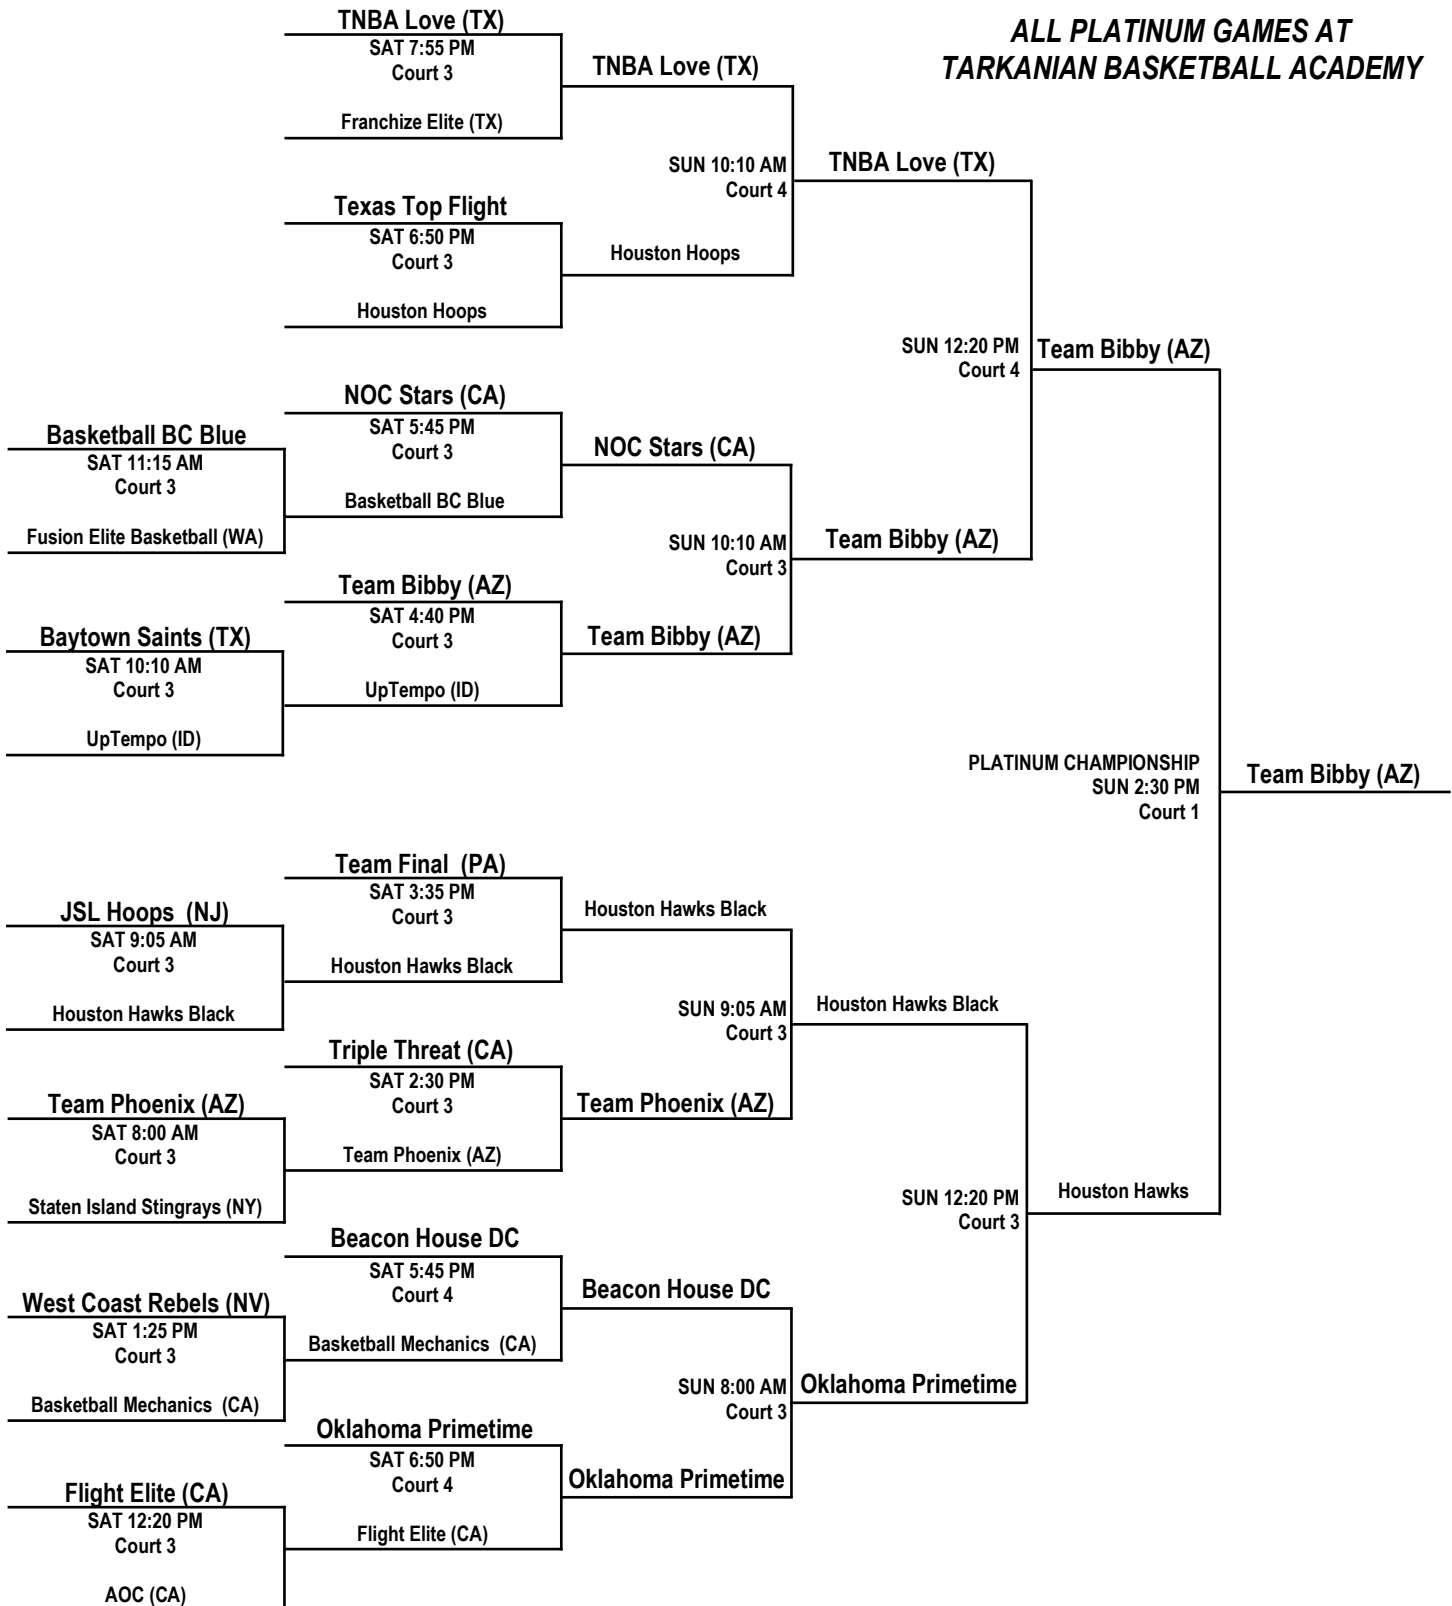 ALL PLATINUM GAMES AT
TARKANIAN BASKETBALL ACADEMY
TNBA Love (TX)
SAT 7:55 PM
Court 3
Franchize Elite (TX)
TNBA Love (TX)
SUN 10:10 AM
Court 4
TNBA Love (TX)
Texas Top Flight
SAT 6:50 PM
Court 3
Houston Hoops
Houston Hoops
SUN 12:20 PM
Court 4
Team Bibby (AZ)
NOC Stars (CA)
SAT 5:45 PM
Court 3
Basketball BC Blue
Basketball BC Blue
SAT 11:15 AM
Court 3
Fusion Elite Basketball (WA)
NOC Stars (CA)
SUN 10:10 AM
Court 3
Team Bibby (AZ)
Team Bibby (AZ)
SAT 4:40 PM
Court 3
UpTempo (ID)
Team Bibby (AZ)
Baytown Saints (TX)
SAT 10:10 AM
Court 3
UpTempo (ID)
PLATINUM CHAMPIONSHIP
SUN 2:30 PM
Court 1
Team Bibby (AZ)
Team Final  (PA)
SAT 3:35 PM
Court 3
Houston Hawks Black
Houston Hawks Black
JSL Hoops  (NJ)
SAT 9:05 AM
Court 3
Houston Hawks Black
SUN 9:05 AM
Court 3
Houston Hawks Black
Triple Threat (CA)
SAT 2:30 PM
Court 3
Team Phoenix (AZ)
Team Phoenix (AZ)
Team Phoenix (AZ)
SAT 8:00 AM
Court 3
Staten Island Stingrays (NY)
SUN 12:20 PM
Court 3
Houston Hawks
Beacon House DC
SAT 5:45 PM
Court 4
Basketball Mechanics  (CA)
Beacon House DC
West Coast Rebels (NV)
SAT 1:25 PM
Court 3
Basketball Mechanics  (CA)
SUN 8:00 AM
Court 3
Oklahoma Primetime
Oklahoma Primetime
SAT 6:50 PM
Court 4
Flight Elite (CA)
Oklahoma Primetime
Flight Elite (CA)
SAT 12:20 PM
Court 3
AOC (CA)